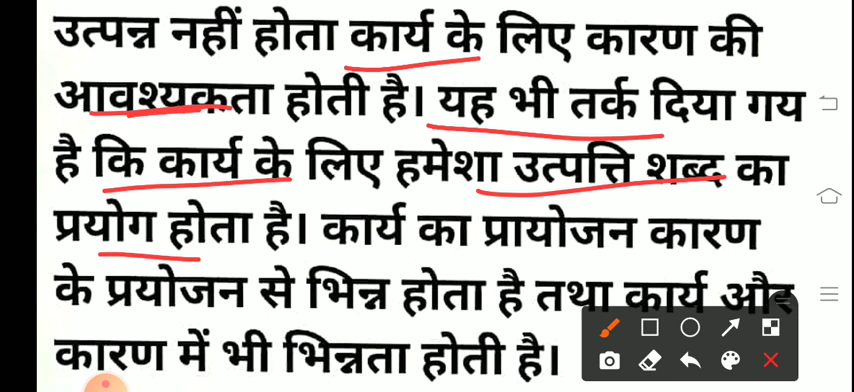 उत्पन्न नहीं होता कार्य के लिए कारण की
आवश्यकता होती है। यह भी तर्क दिया गय
है कि कार्य के लिए हमेशा उत्पत्ति शब्द का
प्रयोग होता है। कार्य का प्रायोजन कारण
के प्रयोजन से भिन्न होता है तथा कार्य और
कारण में भी भिन्नता होती है।